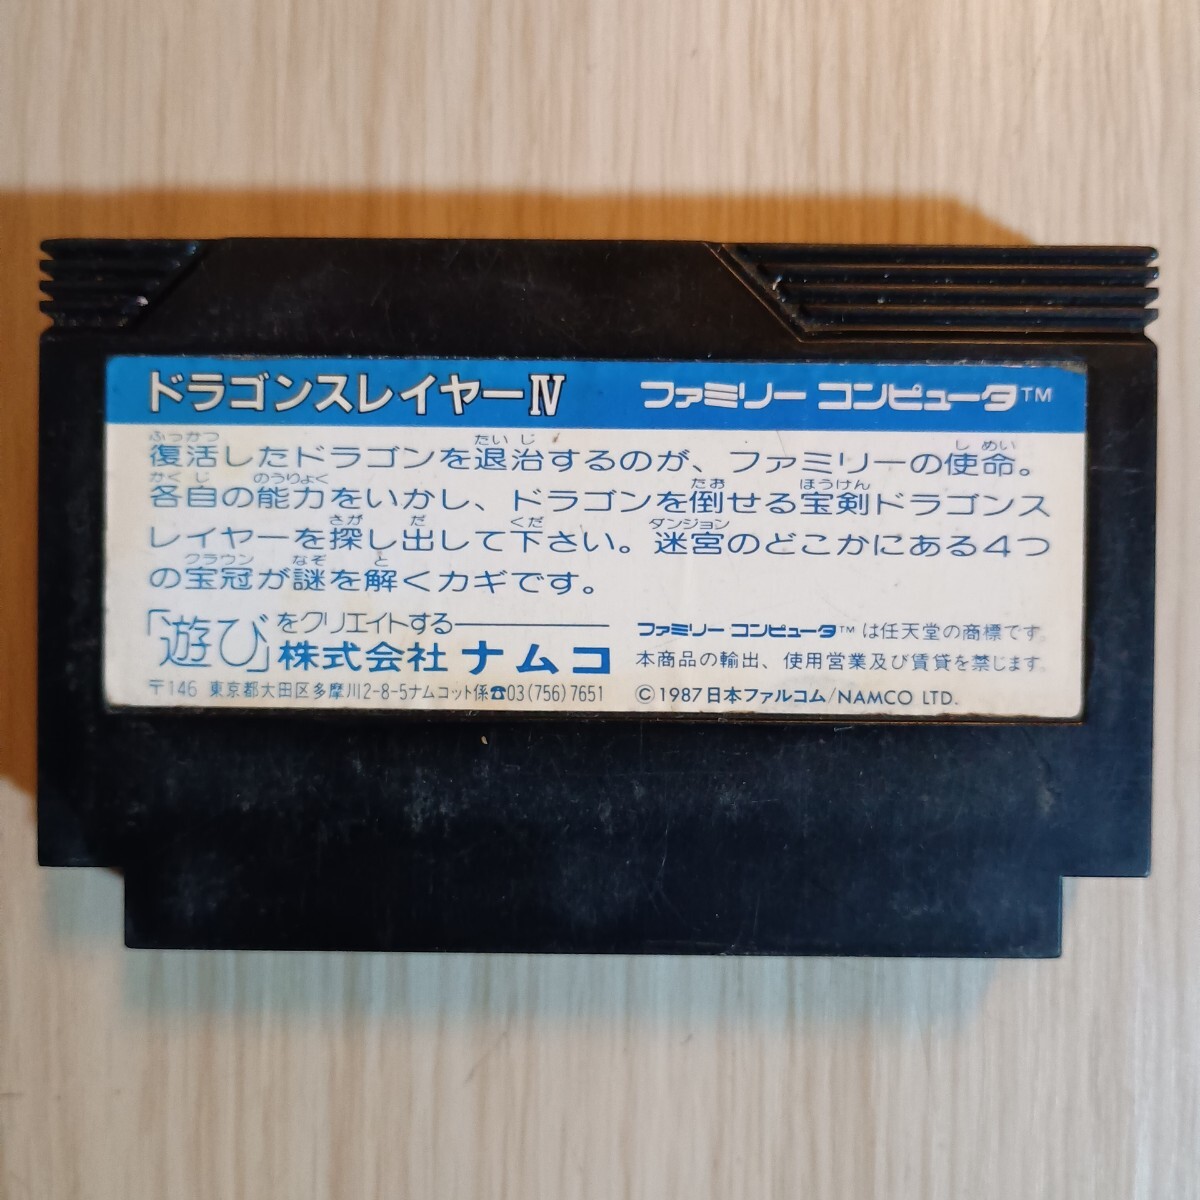 ドラゴンスレイヤーⅣ ファミリー コンピュータ™
ふっかつ たいじ しめい
復活したドラゴンを退治するのが、ファミリーの使命。
かくじ のうりょく たお ほうけん
各自の能力をいかし、ドラゴンを倒せる宝剣ドラゴンス
さが だ くだ ダンジョン
レイヤーを探し出して下さい。迷宮のどこかにある4つ
クラウン なぞ と
の宝冠が謎を解くカギです。
「遊び」をクリエイトする――
株式会社ナムコ
〒146 東京都大田区多摩川2-8-5ナムコット係☎03(756)7651
ファミリー コンピュータ™は任天堂の商標です。
本商品の輸出、使用営業及び賃貸を禁じます。
©1987日本ファルコム/NAMCO LTD.